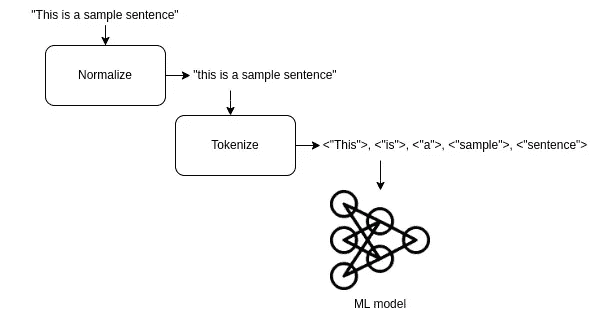 "This is a sample sentence"
Normalize
"this is a sample sentence"
Tokenize
<"This">, <"is">, <"a">, <"sample">, <"sentence">
ML model